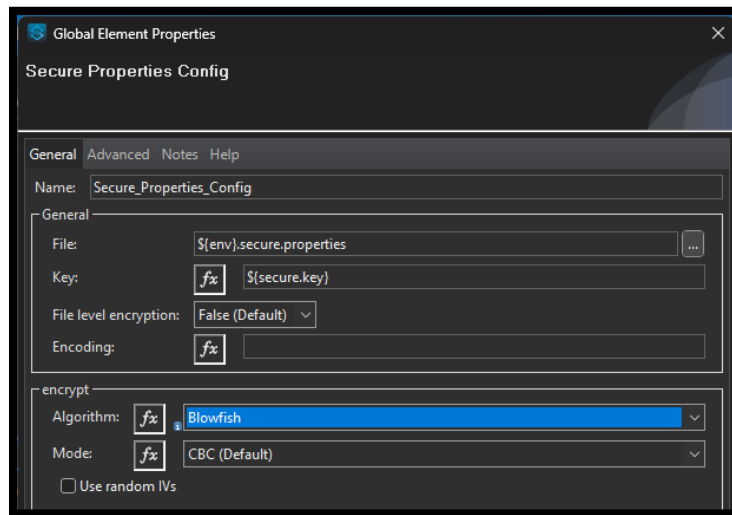 Global Element Properties
Secure Properties Config
General Advanced Notes Help
Name: Secure_Properties_Config
General
File: ${env}.secure.properties ...
Key: fx ${secure.key}
File level encryption: False (Default)
Encoding: fx
encrypt
Algorithm: fx Blowfish
Mode: fx CBC (Default)
Use random IVs